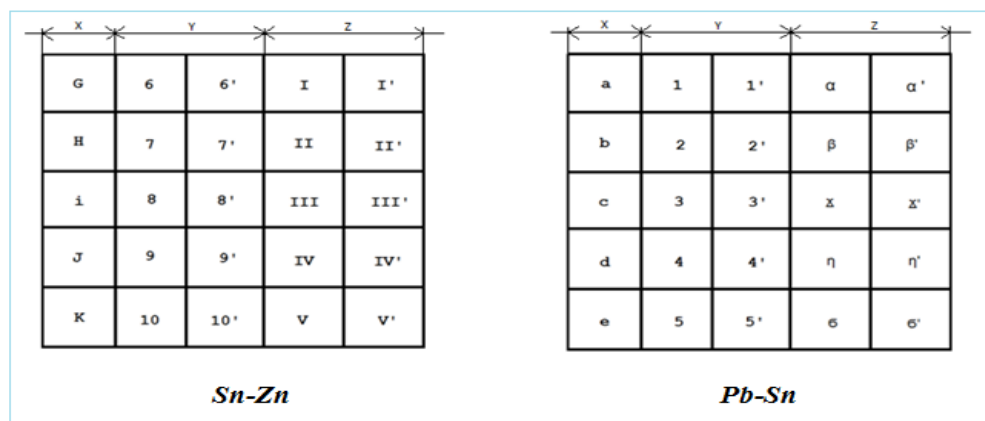 X Y Z
G 6 6' I I'
H 7 7' II II'
i 8 8' III III'
J 9 9' IV IV'
K 10 10' V V'
Sn-Zn
X Y Z
a 1 1' α α'
b 2 2' β β'
c 3 3' χ χ'
d 4 4' η η'
e 5 5' б б'
Pb-Sn